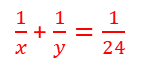 1/x + 1/y = 1/24